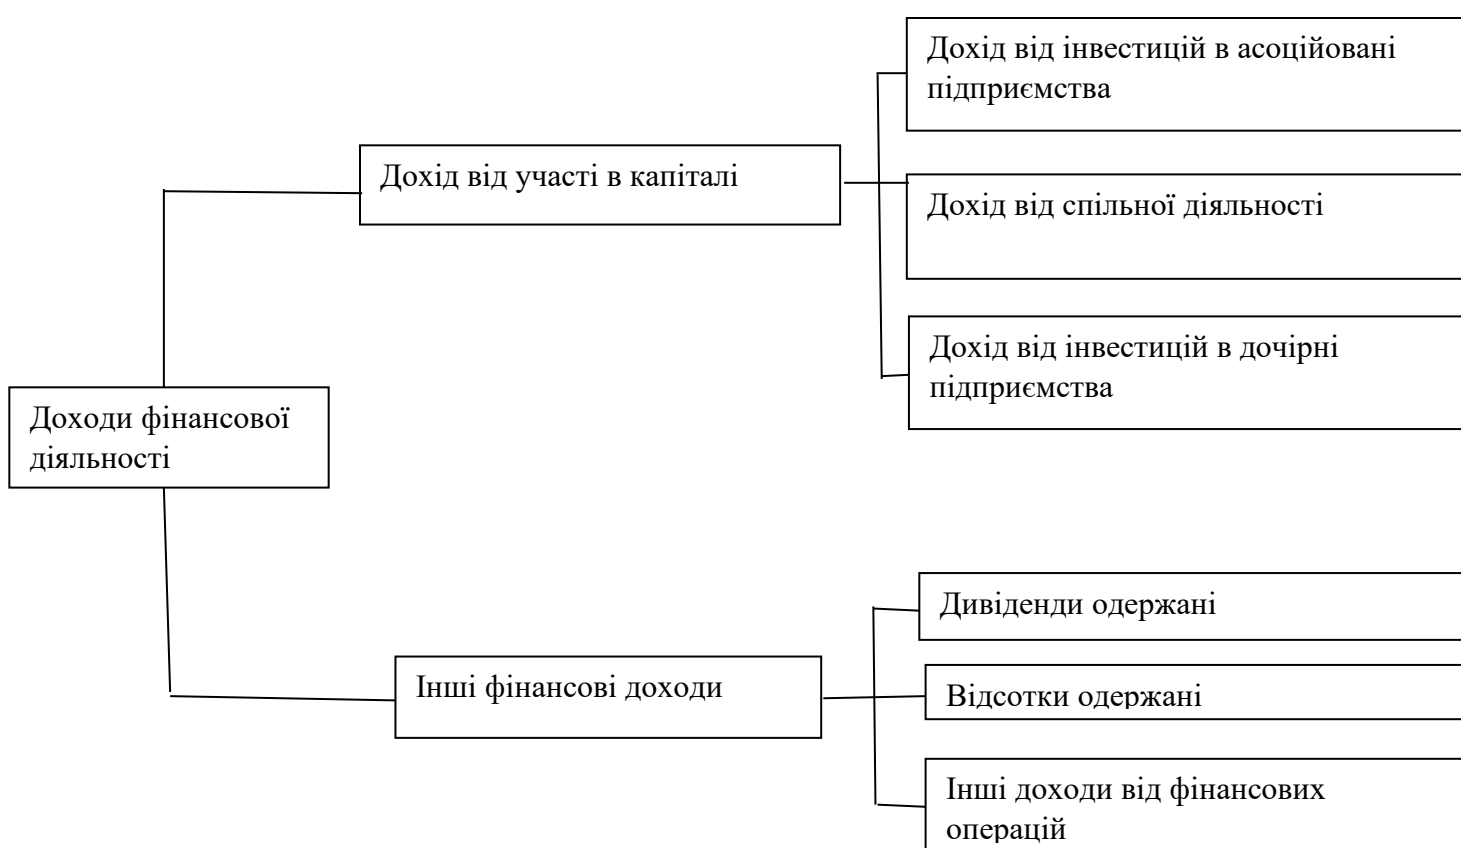 Дохід від інвестицій в асоційовані
підприємства
Дохід від участі в капіталі
Дохід від спільної діяльності
Дохід від інвестицій в дочірні
підприємства
Доходи фінансової
діяльності
Дивіденди одержані
Інші фінансові доходи
Відсотки одержані
Інші доходи від фінансових
операцій